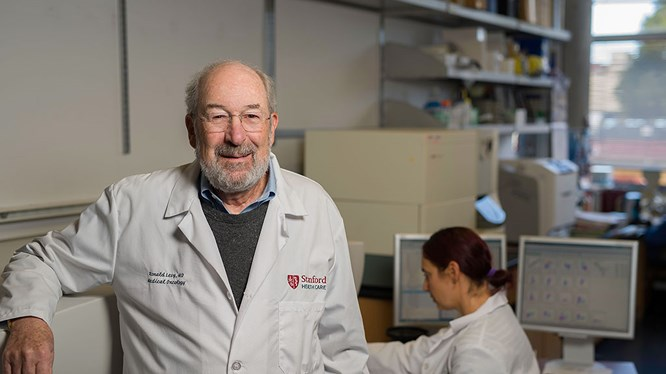 Ronald Levy, MD
Medical Oncology
Stanford
HEALTH CARE